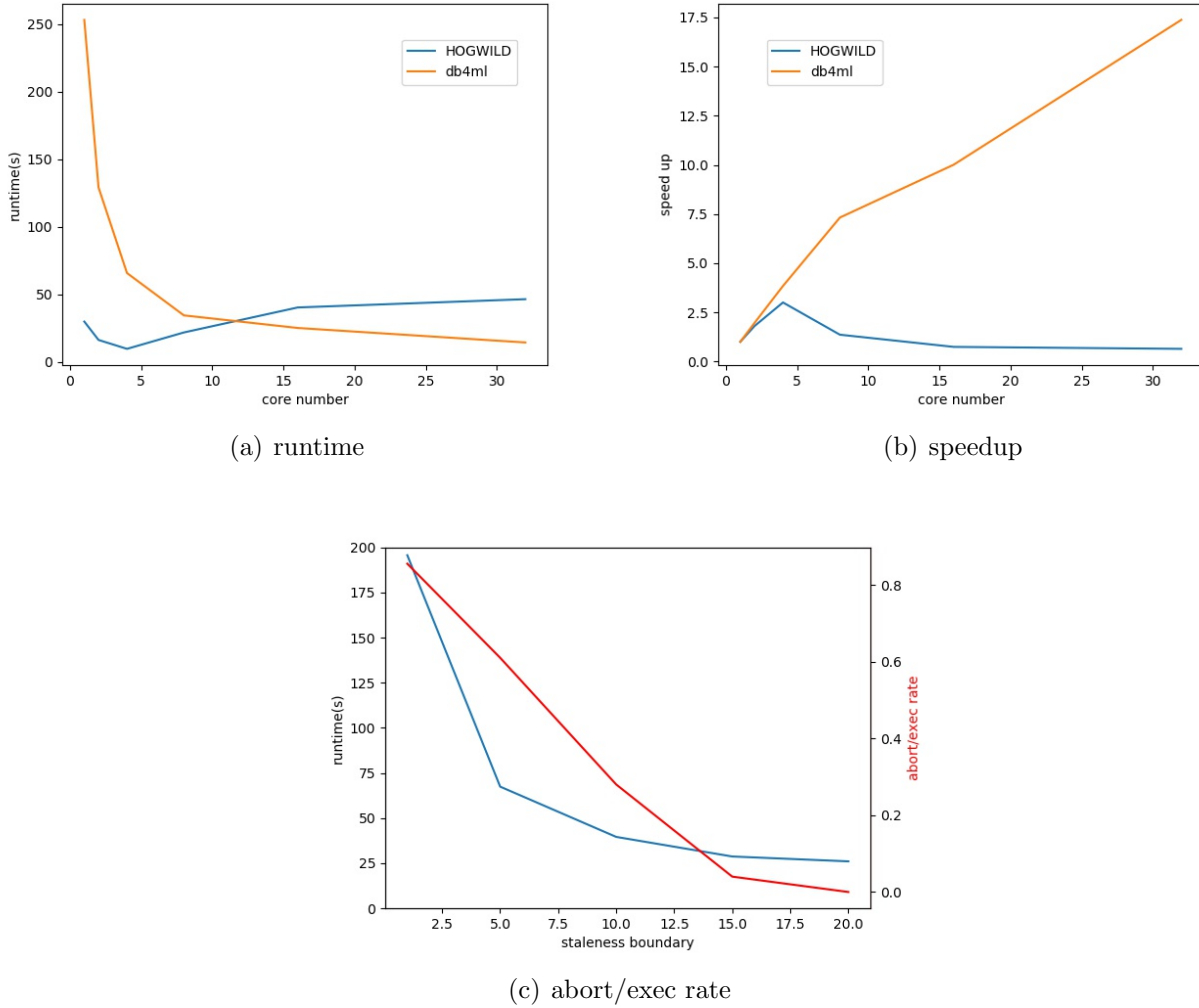 250
200
150
100
50
0
runtime(s)
HOGWILD
db4ml
0 5 10 15 20 25 30
core number
(a) runtime
17.5
15.0
12.5
10.0
7.5
5.0
2.5
0.0
speed up
HOGWILD
db4ml
0 5 10 15 20 25 30
core number
(b) speedup
200
175
150
125
100
75
50
25
0
runtime(s)
0.8
0.6
0.4
0.2
0.0
abort/exec rate
2.5 5.0 7.5 10.0 12.5 15.0 17.5 20.0
staleness boundary
(c) abort/exec rate